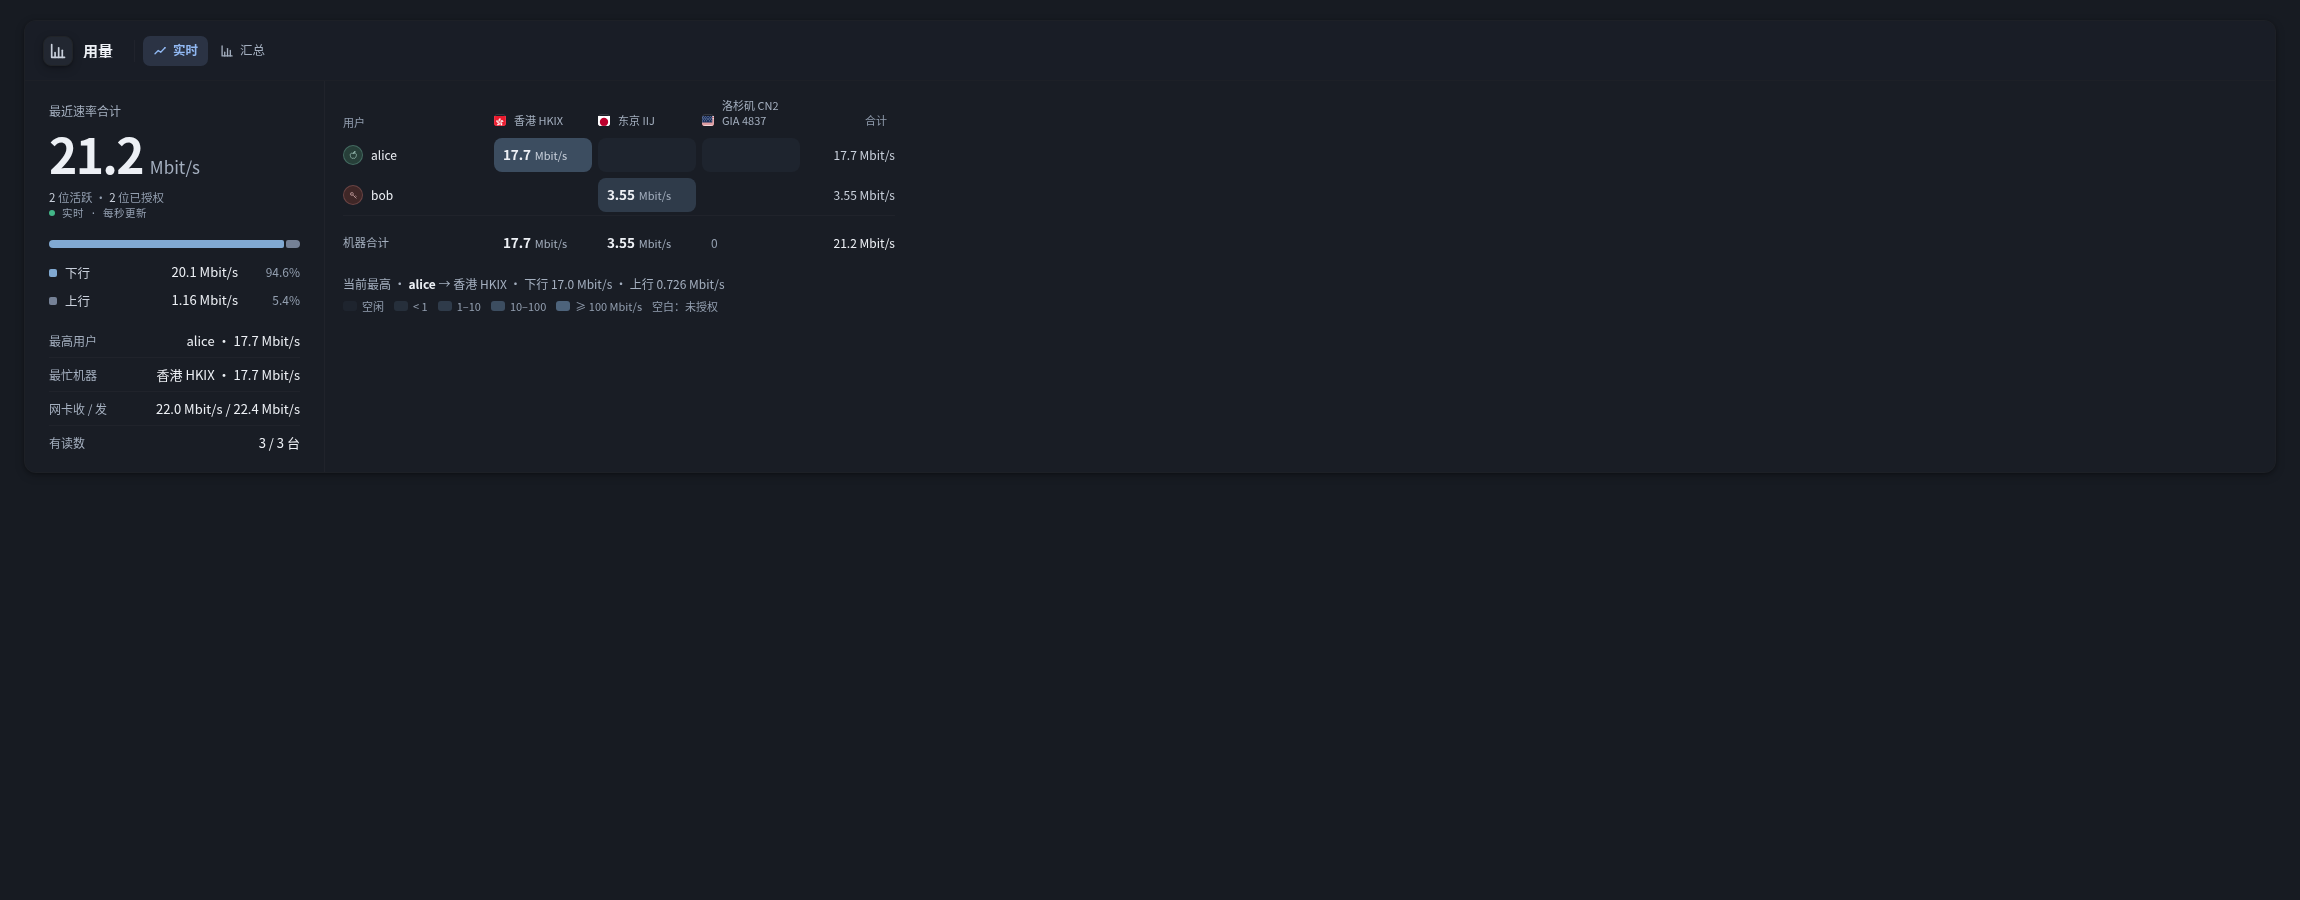 用量
实时
汇总
最近速率合计
21.2 Mbit/s
2 位活跃 · 2 位已授权
实时 · 每秒更新
下行 20.1 Mbit/s 94.6%
上行 1.16 Mbit/s 5.4%
最高用户 alice · 17.7 Mbit/s
最忙机器 香港 HKIX · 17.7 Mbit/s
网卡收 / 发 22.0 Mbit/s / 22.4 Mbit/s
有读数 3 / 3 台
用户 香港 HKIX 东京 IIJ 洛杉矶 CN2
GIA 4837 合计
alice 17.7 Mbit/s 17.7 Mbit/s
bob 3.55 Mbit/s 3.55 Mbit/s
机器合计 17.7 Mbit/s 3.55 Mbit/s 0 21.2 Mbit/s
当前最高 · alice → 香港 HKIX · 下行 17.0 Mbit/s · 上行 0.726 Mbit/s
空闲 < 1 1–10 10–100 ≥ 100 Mbit/s 空白：未授权